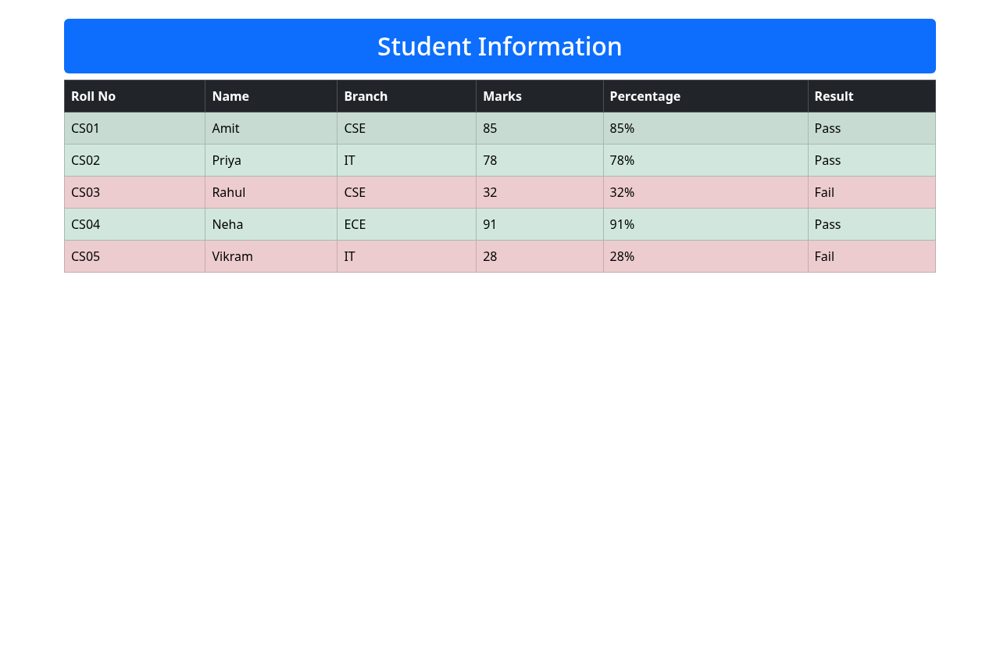 Student Information
Roll No Name Branch Marks Percentage Result
CS01 Amit CSE 85 85% Pass
CS02 Priya IT 78 78% Pass
CS03 Rahul CSE 32 32% Fail
CS04 Neha ECE 91 91% Pass
CS05 Vikram IT 28 28% Fail